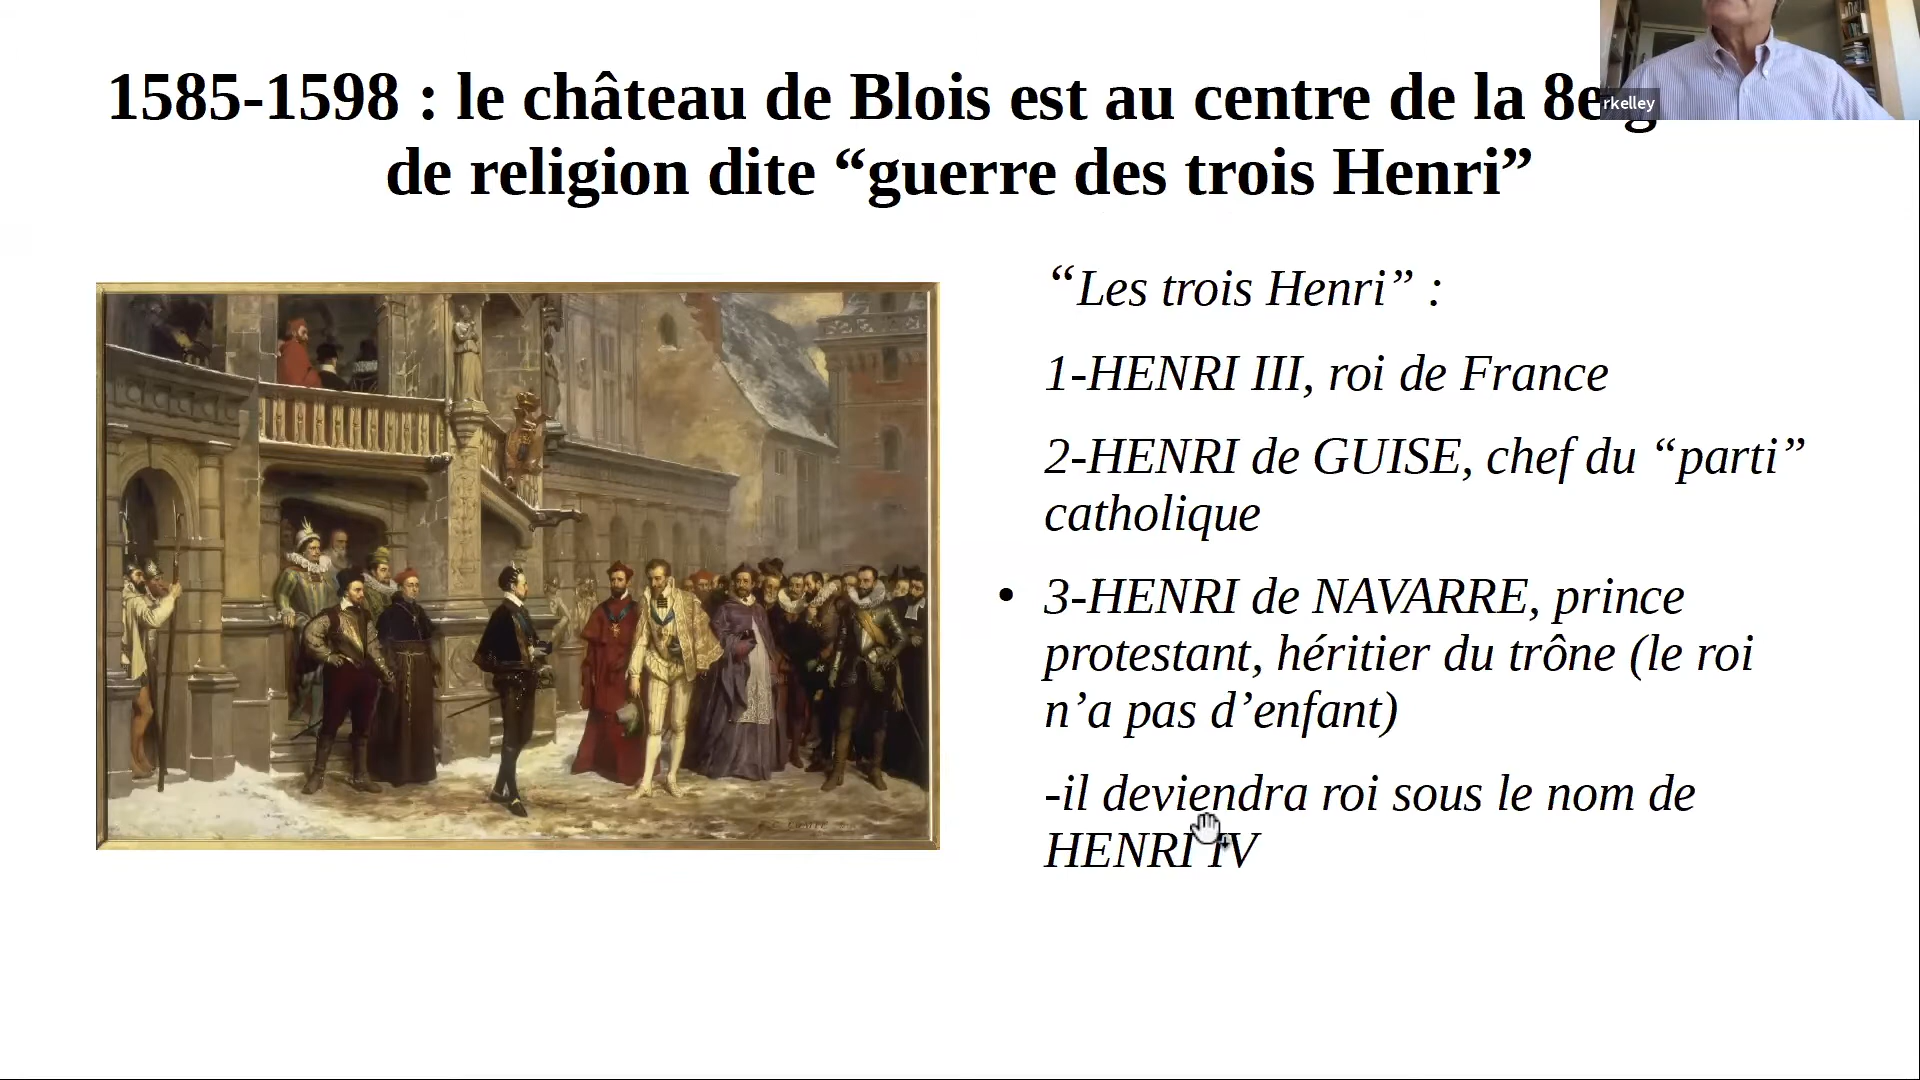 1585-1598 : le château de Blois est au centre de la 8e
de religion dite “guerre des trois Henri”
rkelley
“Les trois Henri” :
1-HENRI III, roi de France
2-HENRI de GUISE, chef du “parti”
catholique
• 3-HENRI de NAVARRE, prince
protestant, héritier du trône (le roi
n’a pas d’enfant)
-il deviendra roi sous le nom de
HENRI IV